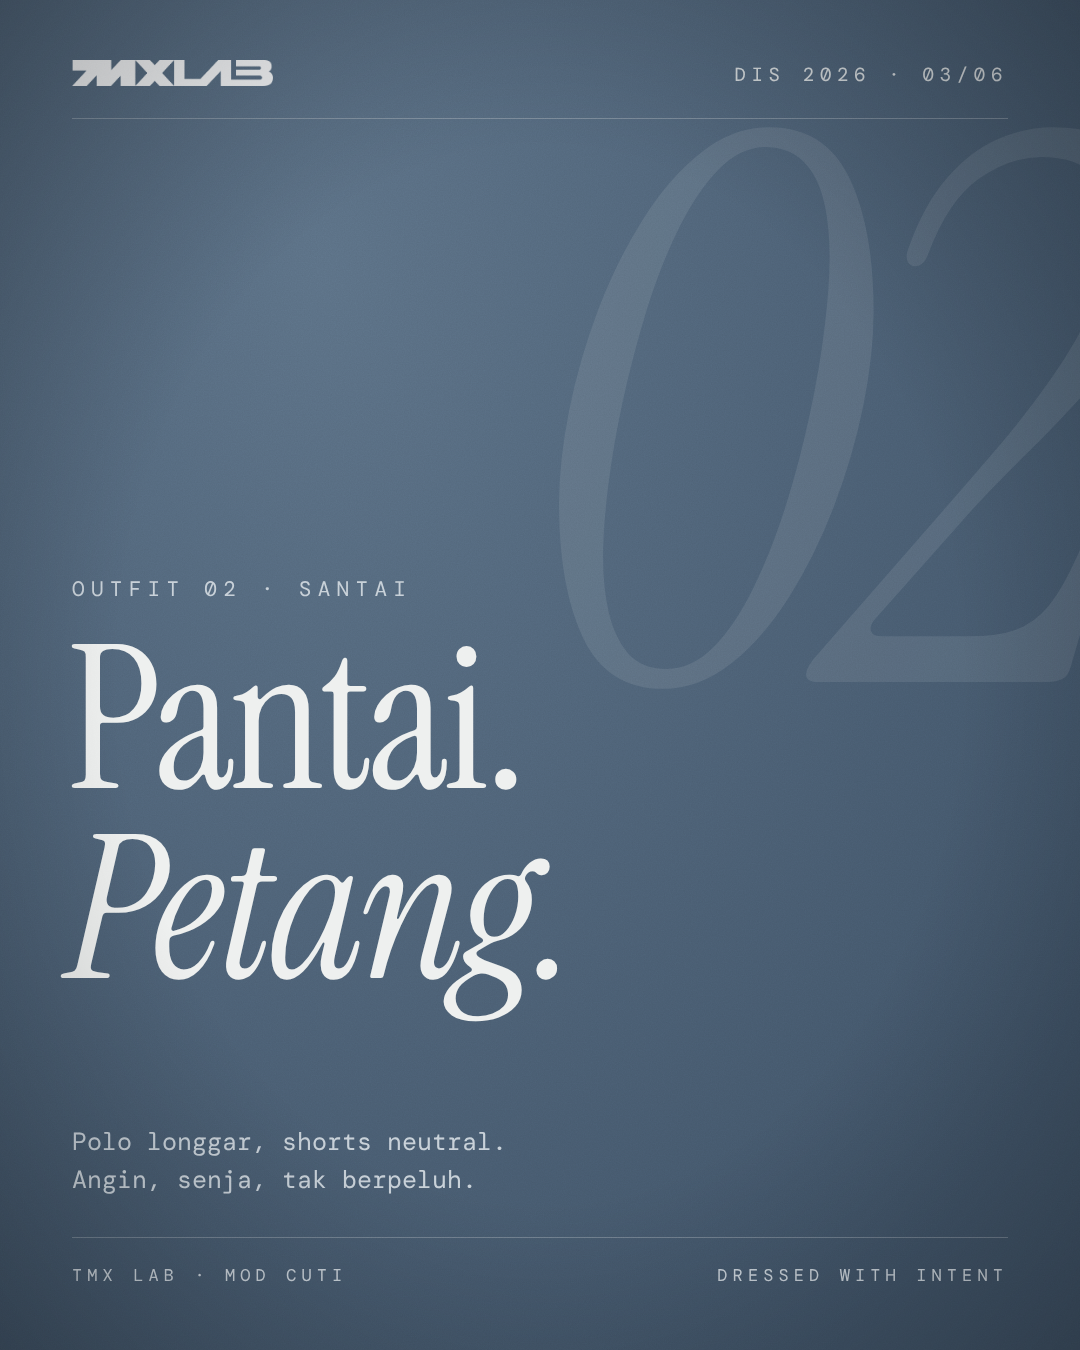 TMXLAB
DIS 2026 · 03/06
02
OUTFIT 02 · SANTAI
Pantai.
Petang.
Polo longgar, shorts neutral.
Angin, senja, tak berpeluh.
TMX LAB · MOD CUTI
DRESSED WITH INTENT